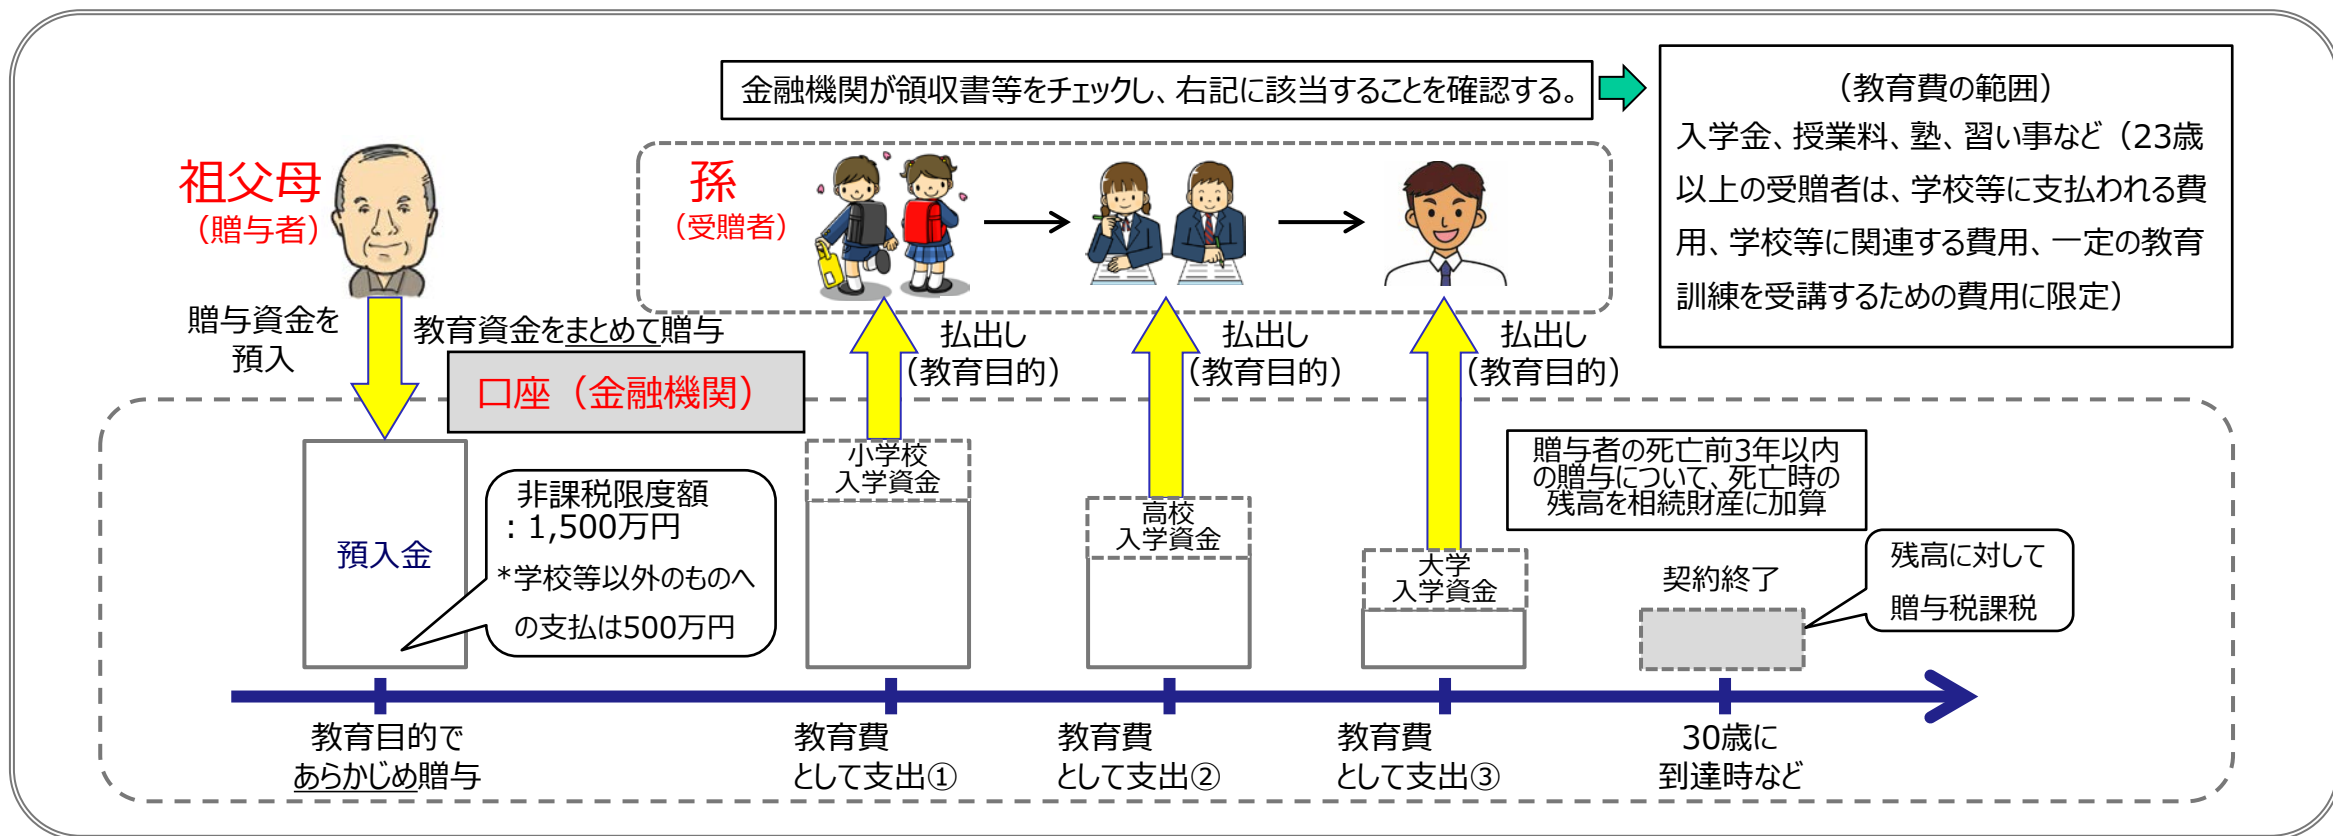 金融機関が領収書等をチェックし、右記に該当することを確認する。
（教育費の範囲）
入学金、授業料、塾、習い事など（23歳
以上の受贈者は、学校等に支払われる費
用、学校等に関連する費用、一定の教育
訓練を受講するための費用に限定）
祖父母
（贈与者）
孫
（受贈者）
贈与資金を
預入
教育資金をまとめて贈与
口座（金融機関）
払出し
（教育目的）
払出し
（教育目的）
払出し
（教育目的）
預入金
非課税限度額
：1,500万円
*学校等以外のものへ
の支払は500万円
小学校
入学資金
高校
入学資金
大学
入学資金
贈与者の死亡前3年以内
の贈与について、死亡時の
残高を相続財産に加算
契約終了
残高に対して
贈与税課税
教育目的で
あらかじめ贈与
教育費
として支出①
教育費
として支出②
教育費
として支出③
30歳に
到達時など